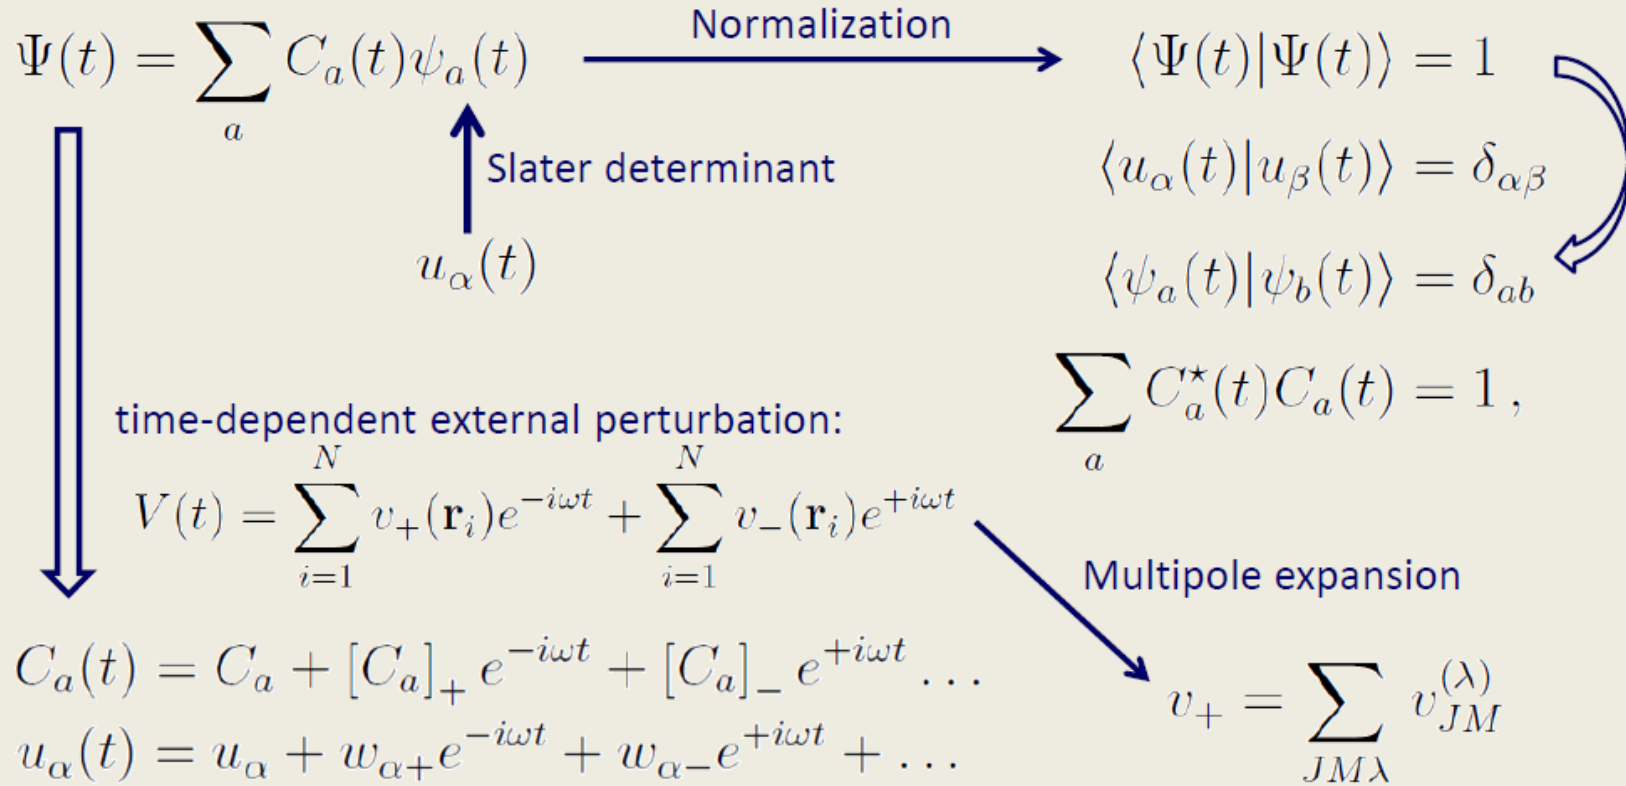 Ψ(t) = ∑_a C_a(t)ψ_a(t)
Normalization
⟨Ψ(t)|Ψ(t)⟩ = 1
Slater determinant
u_α(t)
⟨u_α(t)|u_β(t)⟩ = δ_αβ
⟨ψ_a(t)|ψ_b(t)⟩ = δ_ab
∑_a C_a^⋆(t)C_a(t) = 1 ,
time-dependent external perturbation:
V(t) = ∑_{i=1}^{N} v_+(𝐫_i)e^{−iωt} + ∑_{i=1}^{N} v_−(𝐫_i)e^{+iωt}
Multipole expansion
C_a(t) = C_a + [C_a]_+ e^{−iωt} + [C_a]_− e^{+iωt} ...
v_+ = ∑_{JMλ} v_{JM}^{(λ)}
u_α(t) = u_α + w_{α+}e^{−iωt} + w_{α−}e^{+iωt} + ...